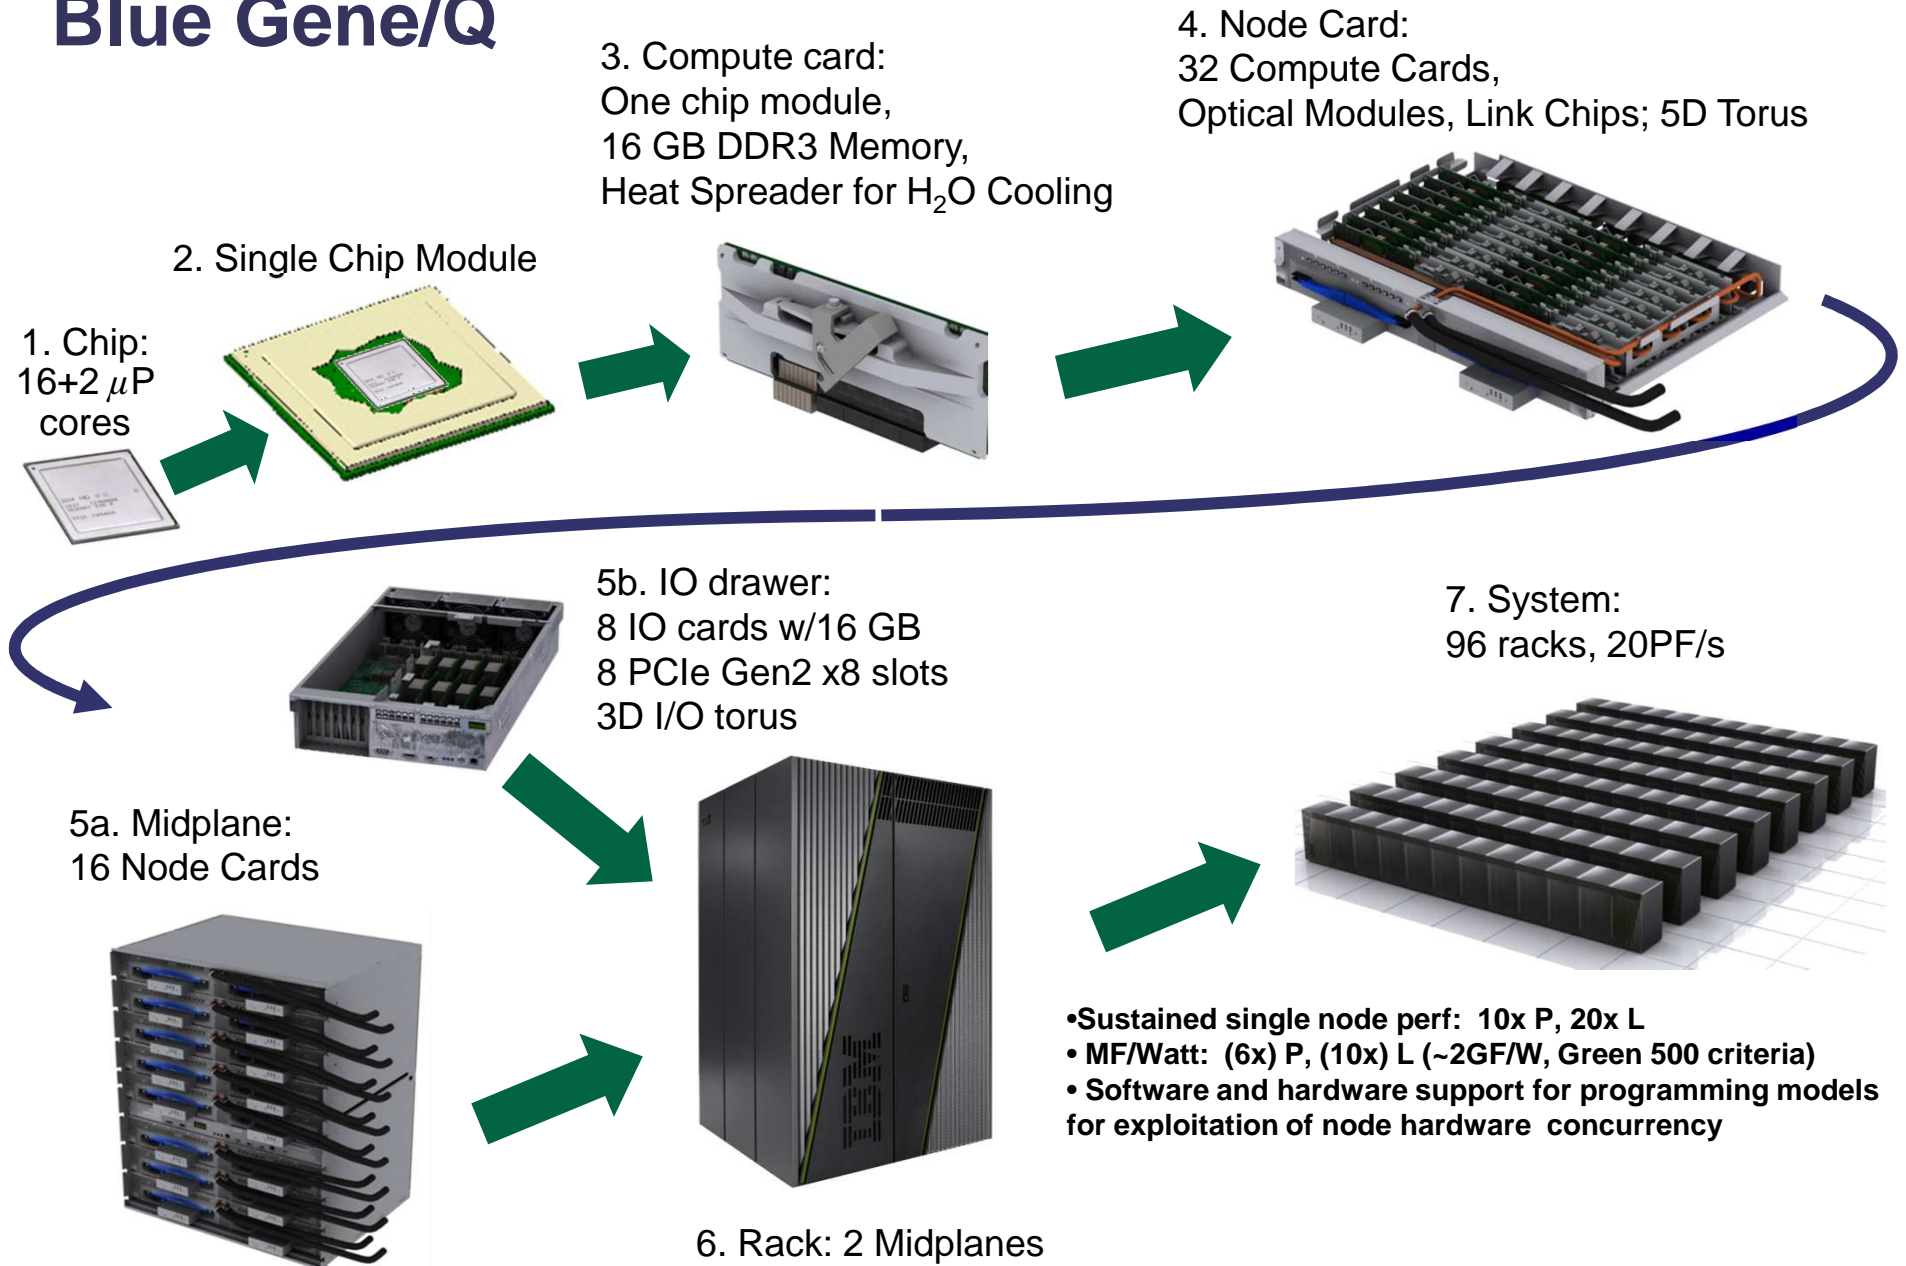 Blue Gene/Q
1. Chip:
16+2 μP
cores
2. Single Chip Module
3. Compute card:
One chip module,
16 GB DDR3 Memory,
Heat Spreader for H₂O Cooling
4. Node Card:
32 Compute Cards,
Optical Modules, Link Chips; 5D Torus
5a. Midplane:
16 Node Cards
5b. IO drawer:
8 IO cards w/16 GB
8 PCIe Gen2 x8 slots
3D I/O torus
IBM
6. Rack: 2 Midplanes
7. System:
96 racks, 20PF/s
•Sustained single node perf: 10x P, 20x L
• MF/Watt: (6x) P, (10x) L (~2GF/W, Green 500 criteria)
• Software and hardware support for programming models
for exploitation of node hardware concurrency